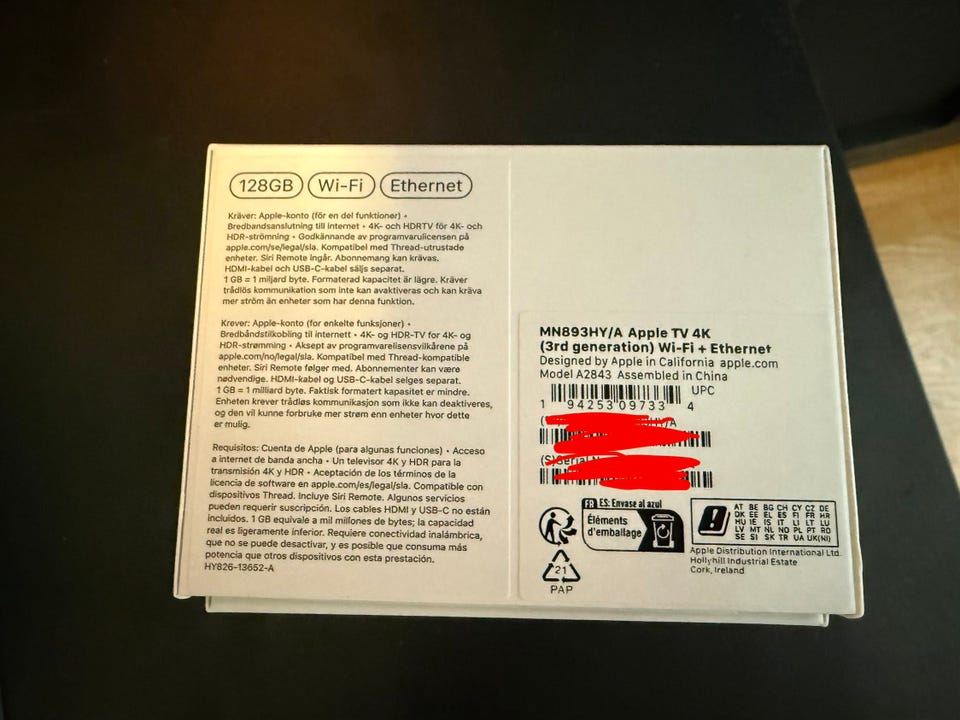 128GB Wi-Fi Ethernet
Kräver: Apple-konto (för en del funktioner) •
Bredbandsanslutning till internet • 4K- och HDRTV för 4K- och
HDR-strömning • Godkännande av programvarulicensen på
apple.com/se/legal/sla. Kompatibel med Thread-utrustade
enheter. Siri Remote ingår. Abonnemang kan krävas.
HDMI-kabel och USB-C-kabel säljs separat.
1 GB = 1 miljard byte. Formaterad kapacitet är lägre. Kräver
trådlös kommunikation som inte kan avaktiveras och kan kräva
mer ström än enheter som har denna funktion.
Krever: Apple-konto (for enkelte funksjoner) •
Bredbåndstilkobling til internett • 4K- og HDR-TV for 4K- og
HDR-strømming • Aksept av programvarelisensvilkårene på
apple.com/no/legal/sla. Kompatibel med Thread-kompatible
enheter. Siri Remote følger med. Abonnementer kan være
nødvendige. HDMI-kabel og USB-C-kabel selges separat.
1 GB = 1 milliard byte. Faktisk formatert kapasitet er mindre.
Enheten krever trådløs kommunikasjon som ikke kan deaktiveres,
og den vil kunne forbruke mer strøm enn enheter hvor dette
er mulig.
Requisitos: Cuenta de Apple (para algunas funciones) • Acceso
a internet de banda ancha • Un televisor 4K y HDR para la
transmisión 4K y HDR • Aceptación de los términos de la
licencia de software en apple.com/es/legal/sla. Compatible con
dispositivos Thread. Incluye Siri Remote. Algunos servicios
pueden requerir suscripción. Los cables HDMI y USB-C no están
incluidos. 1 GB equivale a mil millones de bytes; la capacidad
real es ligeramente inferior. Requiere conectividad inalámbrica,
que no se puede desactivar, y es posible que consuma más
potencia que otros dispositivos con esta prestación.
HY826-13652-A
MN893HY/A Apple TV 4K
(3rd generation) Wi-Fi + Ethernet
Designed by Apple in California apple.com
Model A2843 Assembled in China
UPC
1 94253 09733 4
(S)Serial
FR ES: Envase al azul
Éléments
d'emballage
AT BE BG CH CY CZ DE
DK EE EL ES FI FR HR
HU IE IS IT LI LT LU
LV MT NL NO PL PT RO
SE SI SK TR UA UK(NI)
Apple Distribution International Ltd.
Hollyhill Industrial Estate
Cork, Ireland
21
PAP